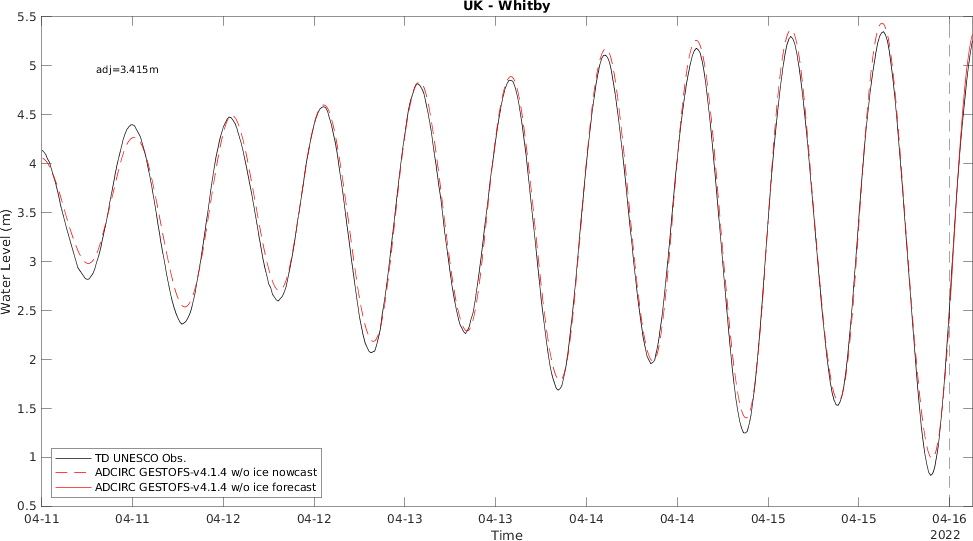 UK - Whitby
5.5
5
4.5
4
3.5
3
2.5
2
1.5
1
0.5
Water Level (m)
adj=3.415m
TD UNESCO Obs.
ADCIRC GESTOFS-v4.1.4 w/o ice nowcast
ADCIRC GESTOFS-v4.1.4 w/o ice forecast
04-11 04-11 04-12 04-12 04-13 04-13 04-14 04-14 04-15 04-15 04-16
Time
2022